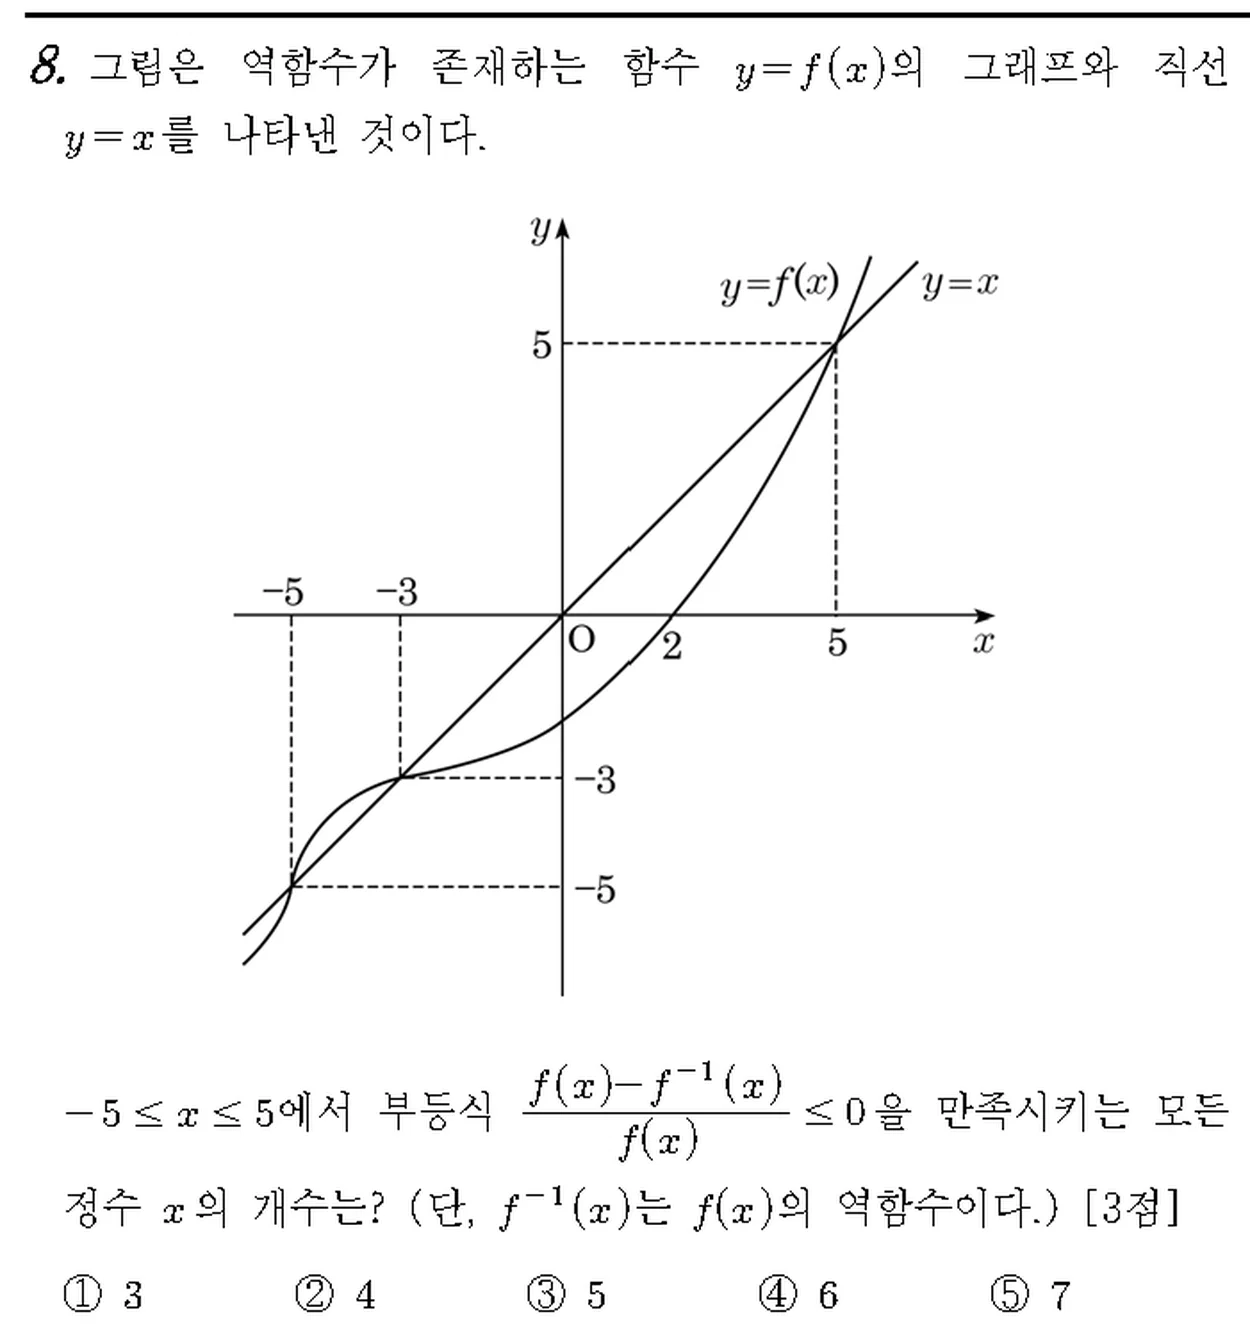 8. 그림은 역함수가 존재하는 함수 y=f(x)의 그래프와 직선
y=x를 나타낸 것이다.
y
y=f(x)
y=x
5
-5
-3
O
2
5
x
-3
-5
-5≤x≤5에서 부등식 \frac{f(x)-f^{-1}(x)}{f(x)}≤0을 만족시키는 모든
정수 x의 개수는? (단, f^{-1}(x)는 f(x)의 역함수이다.) [3점]
① 3 ② 4 ③ 5 ④ 6 ⑤ 7